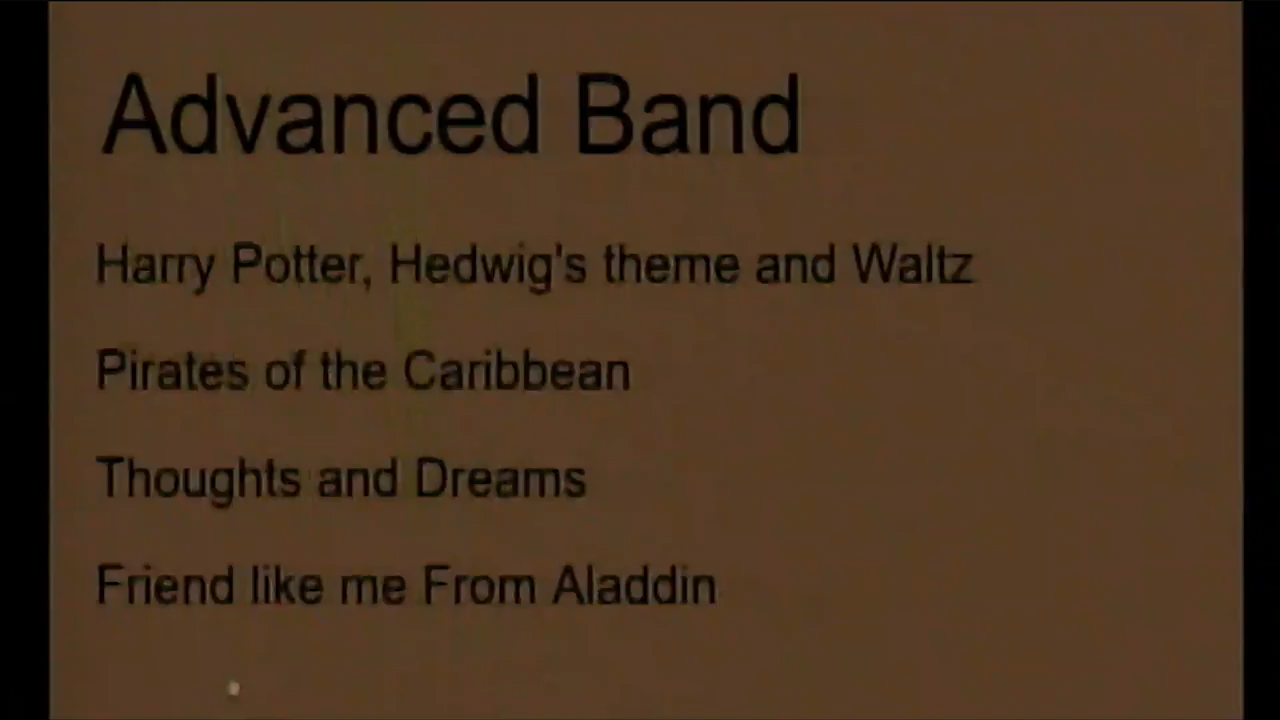 Advanced Band
Harry Potter, Hedwig's theme and Waltz
Pirates of the Caribbean
Thoughts and Dreams
Friend like me From Aladdin